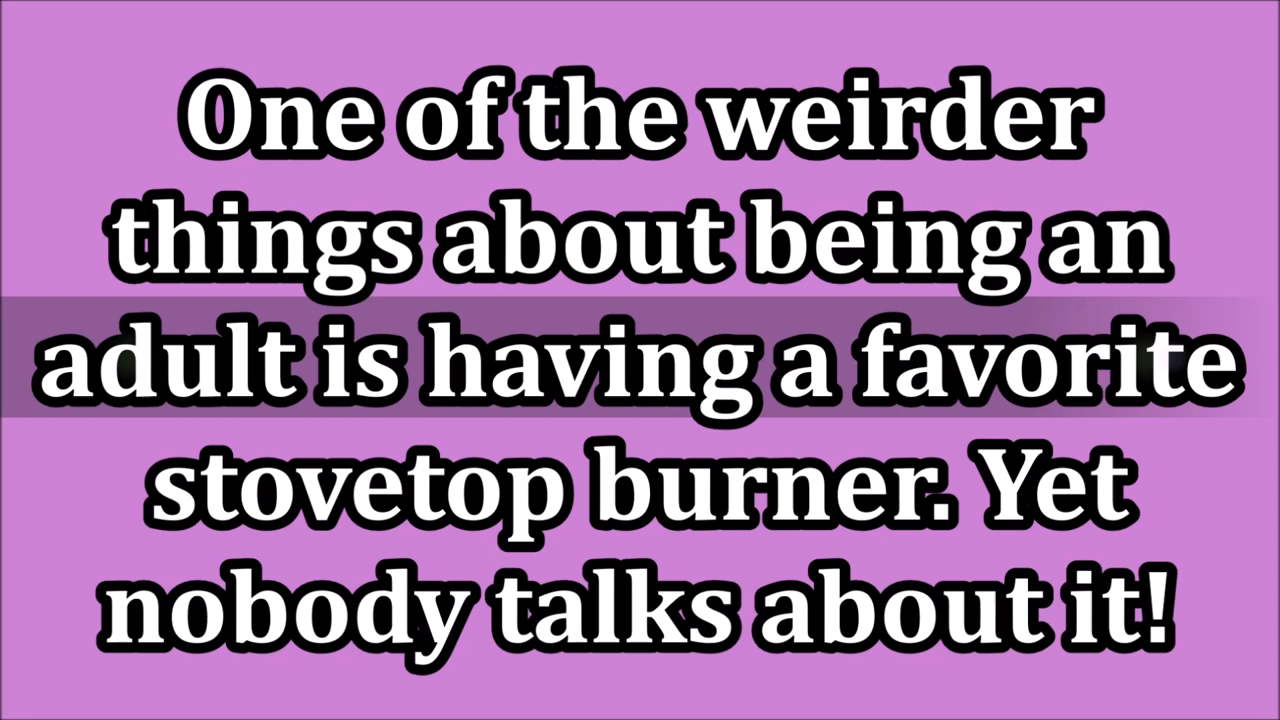 One of the weirder
things about being an
adult is having a favorite
stovetop burner. Yet
nobody talks about it!